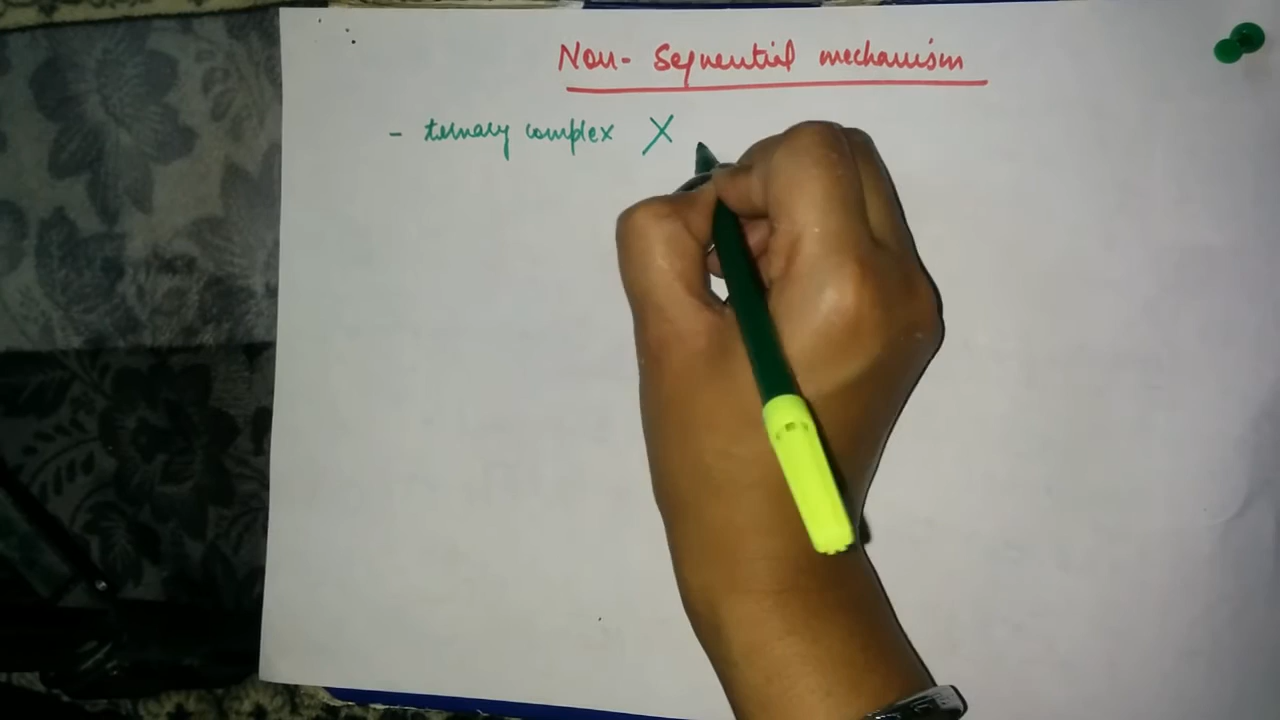 Non- Sequential mechanism
- ternary complex X